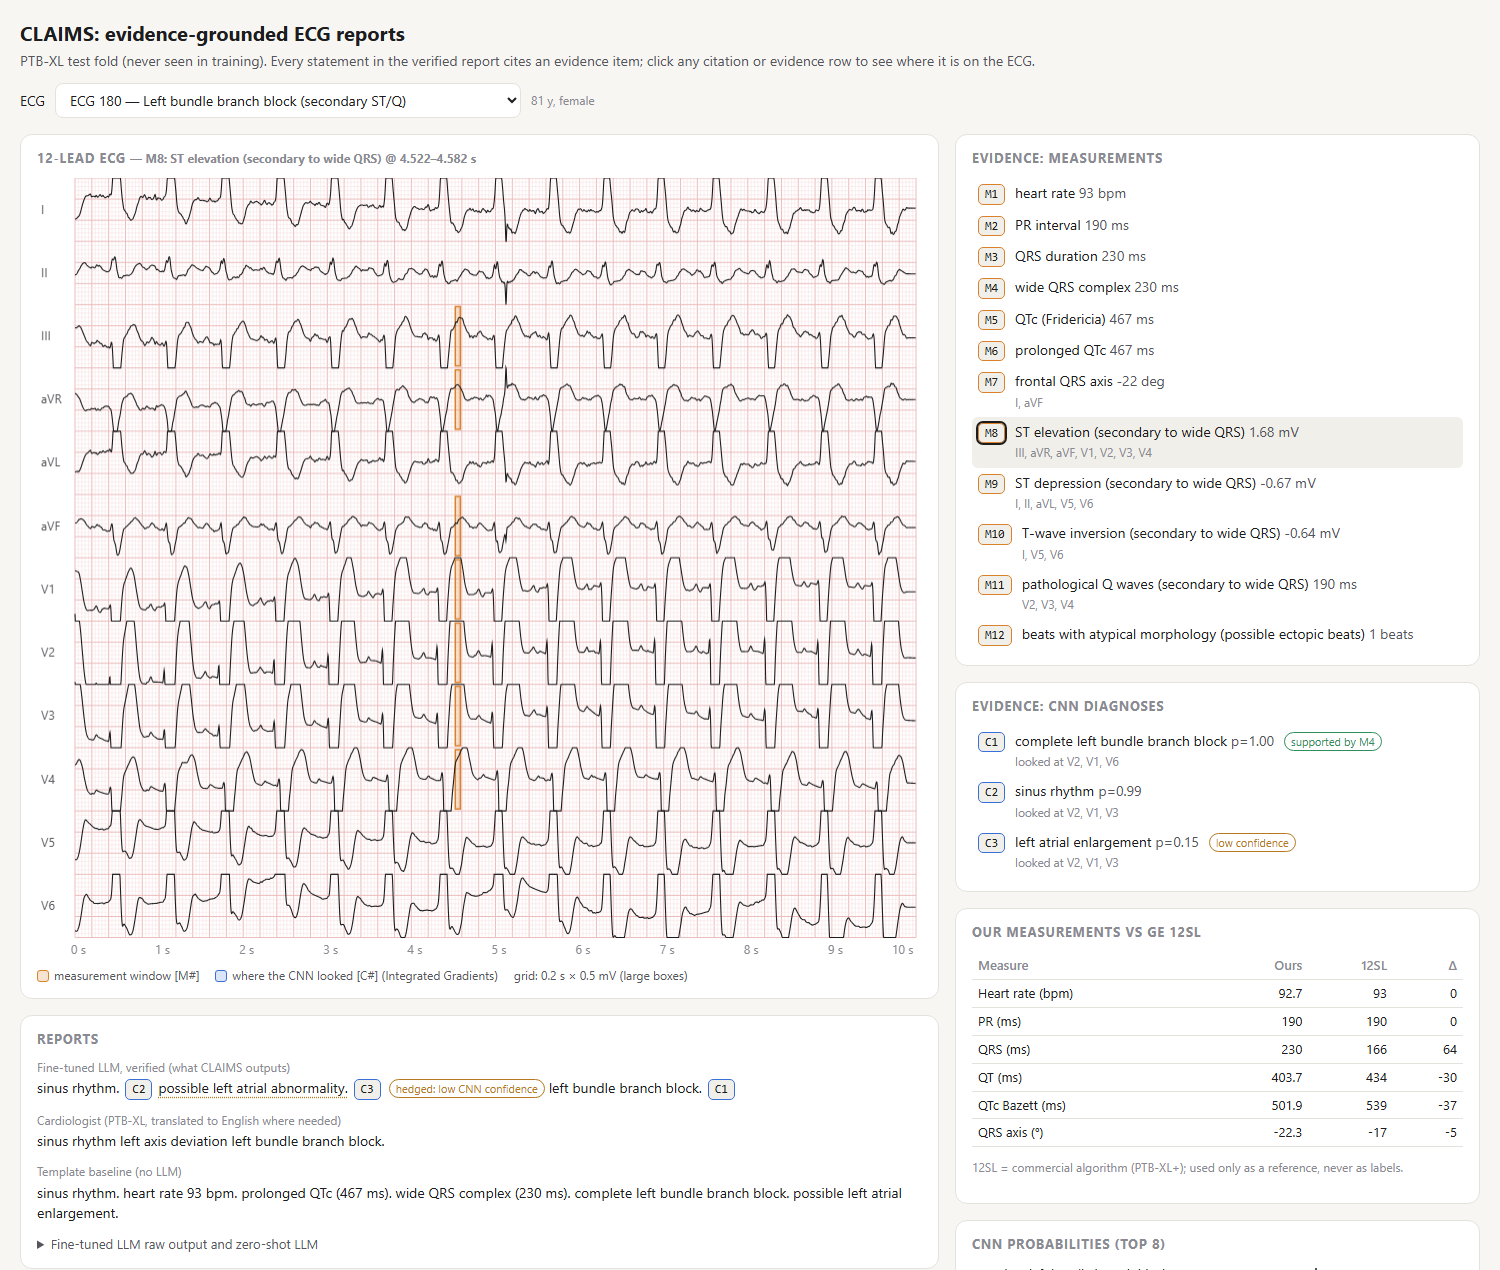 CLAIMS: evidence-grounded ECG reports
PTB-XL test fold (never seen in training). Every statement in the verified report cites an evidence item; click any citation or evidence row to see where it is on the ECG.
ECG ECG 180 — Left bundle branch block (secondary ST/Q) 81 y, female
12-LEAD ECG — M8: ST elevation (secondary to wide QRS) @ 4.522–4.582 s
I
II
III
aVR
aVL
aVF
V1
V2
V3
V4
V5
V6
0 s 1 s 2 s 3 s 4 s 5 s 6 s 7 s 8 s 9 s 10 s
measurement window [M#] where the CNN looked [C#] (Integrated Gradients) grid: 0.2 s × 0.5 mV (large boxes)
REPORTS
Fine-tuned LLM, verified (what CLAIMS outputs)
sinus rhythm. C2 possible left atrial abnormality. C3 hedged: low CNN confidence left bundle branch block. C1
Cardiologist (PTB-XL, translated to English where needed)
sinus rhythm left axis deviation left bundle branch block.
Template baseline (no LLM)
sinus rhythm. heart rate 93 bpm. prolonged QTc (467 ms). wide QRS complex (230 ms). complete left bundle branch block. possible left atrial
enlargement.
Fine-tuned LLM raw output and zero-shot LLM
EVIDENCE: MEASUREMENTS
M1 heart rate 93 bpm
M2 PR interval 190 ms
M3 QRS duration 230 ms
M4 wide QRS complex 230 ms
M5 QTc (Fridericia) 467 ms
M6 prolonged QTc 467 ms
M7 frontal QRS axis -22 deg
I, aVF
M8 ST elevation (secondary to wide QRS) 1.68 mV
III, aVR, aVF, V1, V2, V3, V4
M9 ST depression (secondary to wide QRS) -0.67 mV
I, II, aVL, V5, V6
M10 T-wave inversion (secondary to wide QRS) -0.64 mV
I, V5, V6
M11 pathological Q waves (secondary to wide QRS) 190 ms
V2, V3, V4
M12 beats with atypical morphology (possible ectopic beats) 1 beats
EVIDENCE: CNN DIAGNOSES
C1 complete left bundle branch block p=1.00 supported by M4
looked at V2, V1, V6
C2 sinus rhythm p=0.99
looked at V2, V1, V3
C3 left atrial enlargement p=0.15 low confidence
looked at V2, V1, V3
OUR MEASUREMENTS VS GE 12SL
Measure Ours 12SL Δ
Heart rate (bpm) 92.7 93 0
PR (ms) 190 190 0
QRS (ms) 230 166 64
QT (ms) 403.7 434 -30
QTc Bazett (ms) 501.9 539 -37
QRS axis (°) -22.3 -17 -5
12SL = commercial algorithm (PTB-XL+); used only as a reference, never as labels.
CNN PROBABILITIES (TOP 8)